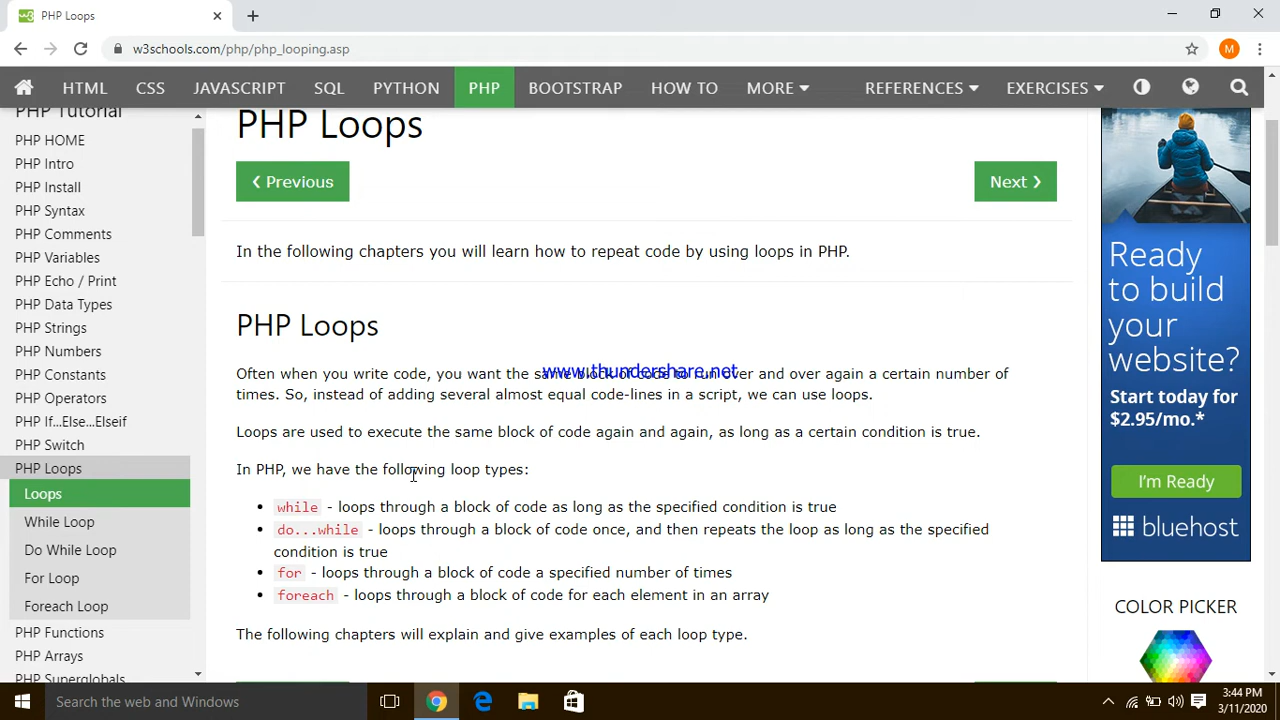 PHP Loops
w3schools.com/php/php_looping.asp
M
HTML CSS JAVASCRIPT SQL PYTHON PHP BOOTSTRAP HOW TO MORE REFERENCES EXERCISES
PHP Tutorial
PHP HOME
PHP Intro
PHP Install
PHP Syntax
PHP Comments
PHP Variables
PHP Echo / Print
PHP Data Types
PHP Strings
PHP Numbers
PHP Constants
PHP Operators
PHP If...Else...Elseif
PHP Switch
PHP Loops
Loops
While Loop
Do While Loop
For Loop
Foreach Loop
PHP Functions
PHP Arrays
PHP Superglobals
PHP Loops
❮ Previous
Next ❯
In the following chapters you will learn how to repeat code by using loops in PHP.
PHP Loops
Often when you write code, you want the same block of code to run over and over again a certain number of
times. So, instead of adding several almost equal code-lines in a script, we can use loops.
www.thundershare.net
Loops are used to execute the same block of code again and again, as long as a certain condition is true.
In PHP, we have the following loop types:
• while - loops through a block of code as long as the specified condition is true
• do...while - loops through a block of code once, and then repeats the loop as long as the specified
condition is true
• for - loops through a block of code a specified number of times
• foreach - loops through a block of code for each element in an array
The following chapters will explain and give examples of each loop type.
Ready
to build
your
website?
Start today for
$2.95/mo.*
I'm Ready
bluehost
COLOR PICKER
Search the web and Windows
3:44 PM
3/11/2020